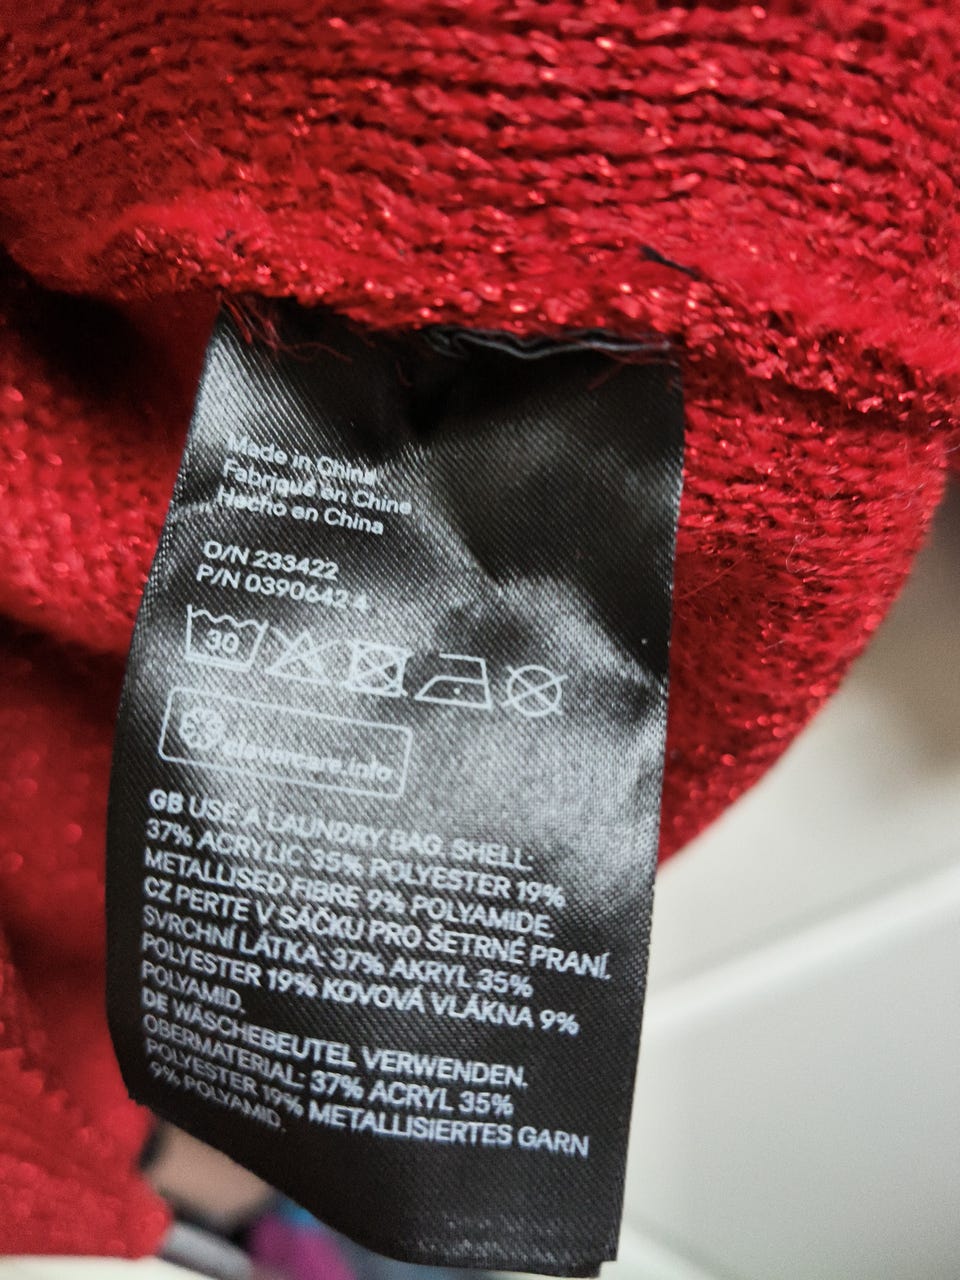 Made in China
Fabriqué en Chine
Hecho en China
O/N 233422
P/N 03906424
30
clevercare.info
GB USE A LAUNDRY BAG. SHELL:
37% ACRYLIC 35% POLYESTER 19%
METALLISED FIBRE 9% POLYAMIDE.
CZ PERTE V SÁČKU PRO ŠETRNÉ PRANÍ.
SVRCHNÍ LÁTKA: 37% AKRYL 35%
POLYESTER 19% KOVOVÁ VLÁKNA 9%
POLYAMID.
DE WÄSCHEBEUTEL VERWENDEN.
OBERMATERIAL: 37% ACRYL 35%
POLYESTER 19% METALLISIERTES GARN
9% POLYAMID.